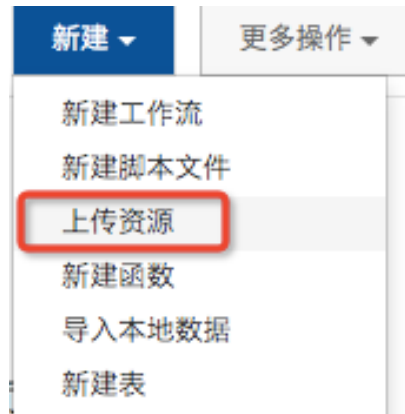 新建 更多操作
新建工作流
新建脚本文件
上传资源
新建函数
导入本地数据
新建表